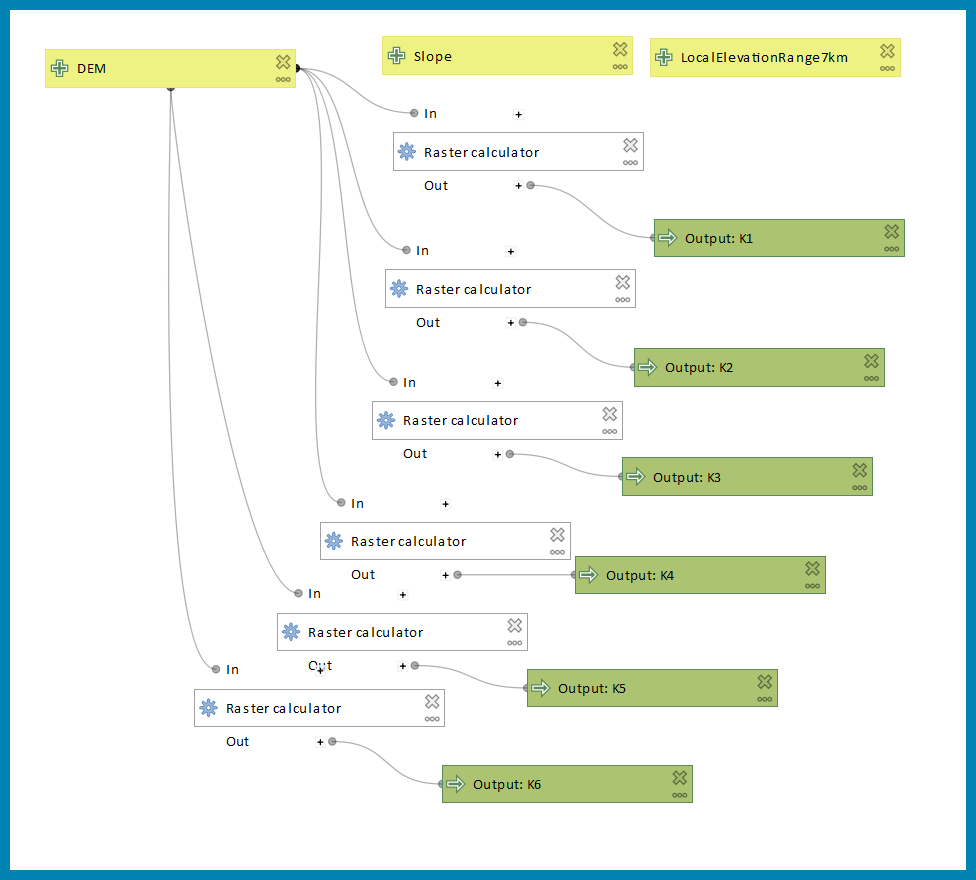 DEM
Slope
LocalElevationRange7km
In
Raster calculator
Out
Output: K1
In
Raster calculator
Out
Output: K2
In
Raster calculator
Out
Output: K3
In
Raster calculator
Out
Output: K4
In
Raster calculator
Out
Output: K5
In
Raster calculator
Out
Output: K6